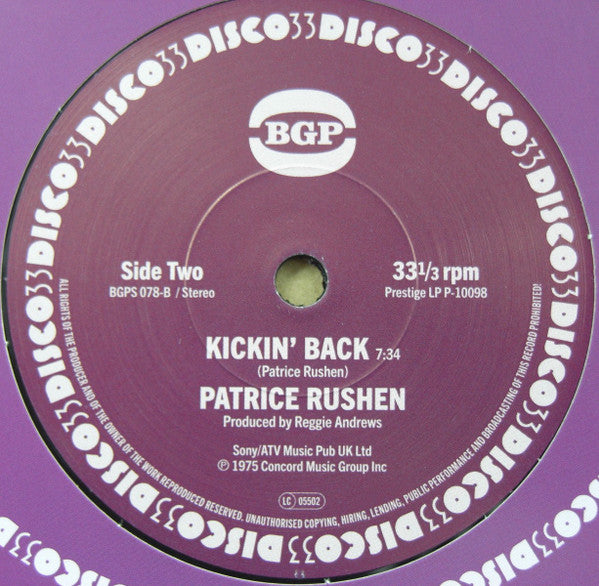 DISCO33DISCO33DISCO33DISCO33DISCO33DISCO33DISCO33DISCO33DISCO33DISCO33
BGP
Side Two
BGPS 078-B / Stereo
33⅓ rpm
Prestige LP P-10098
KICKIN' BACK 7:34
(Patrice Rushen)
PATRICE RUSHEN
Produced by Reggie Andrews
Sony/ATV Music Pub UK Ltd
℗ 1975 Concord Music Group Inc
LC 05502
ALL RIGHTS OF THE PRODUCER AND OF THE OWNER OF THE WORK REPRODUCED RESERVED. UNAUTHORISED COPYING, HIRING, LENDING, PUBLIC PERFORMANCE AND BROADCASTING OF THIS RECORD PROHIBITED!